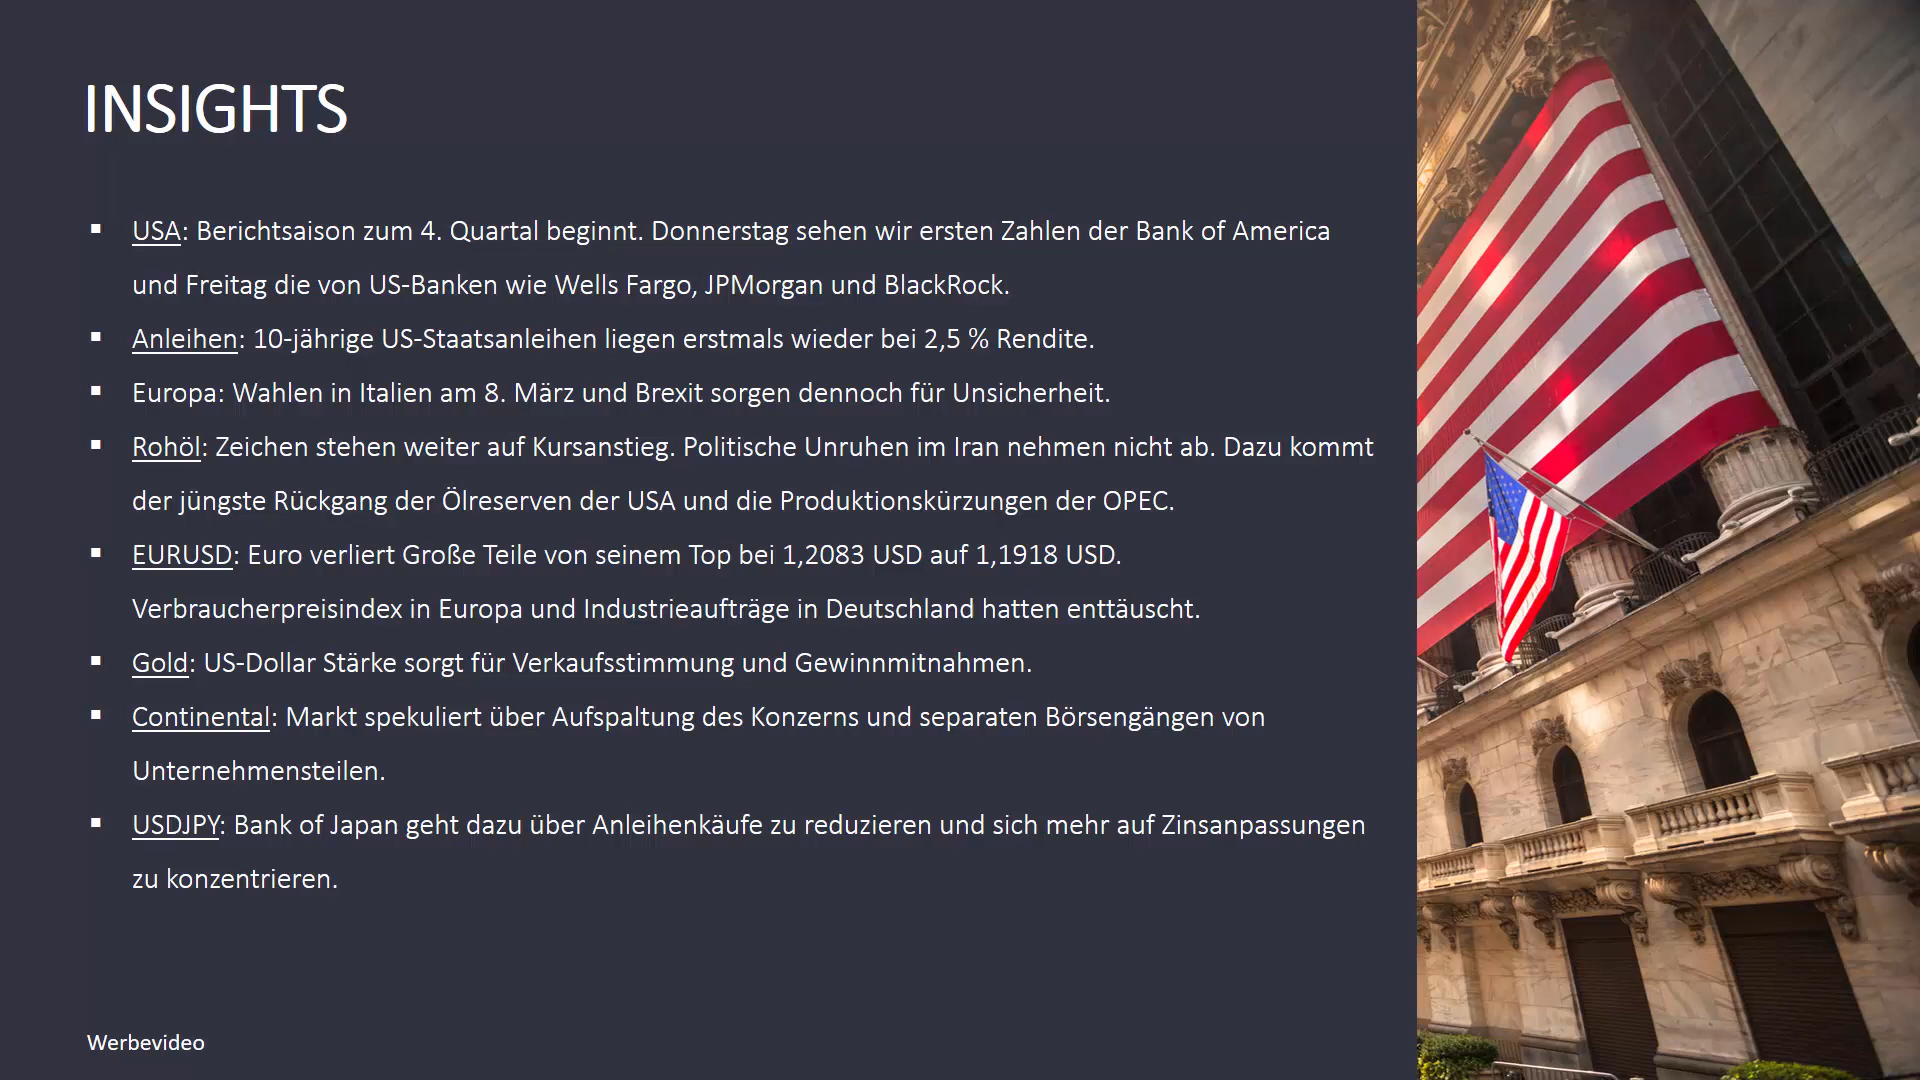 INSIGHTS
▪ USA: Berichtsaison zum 4. Quartal beginnt. Donnerstag sehen wir ersten Zahlen der Bank of America
und Freitag die von US-Banken wie Wells Fargo, JPMorgan und BlackRock.
▪ Anleihen: 10-jährige US-Staatsanleihen liegen erstmals wieder bei 2,5 % Rendite.
▪ Europa: Wahlen in Italien am 8. März und Brexit sorgen dennoch für Unsicherheit.
▪ Rohöl: Zeichen stehen weiter auf Kursanstieg. Politische Unruhen im Iran nehmen nicht ab. Dazu kommt
der jüngste Rückgang der Ölreserven der USA und die Produktionskürzungen der OPEC.
▪ EURUSD: Euro verliert Große Teile von seinem Top bei 1,2083 USD auf 1,1918 USD.
Verbraucherpreisindex in Europa und Industrieaufträge in Deutschland hatten enttäuscht.
▪ Gold: US-Dollar Stärke sorgt für Verkaufsstimmung und Gewinnmitnahmen.
▪ Continental: Markt spekuliert über Aufspaltung des Konzerns und separaten Börsengängen von
Unternehmensteilen.
▪ USDJPY: Bank of Japan geht dazu über Anleihenkäufe zu reduzieren und sich mehr auf Zinsanpassungen
zu konzentrieren.
Werbevideo